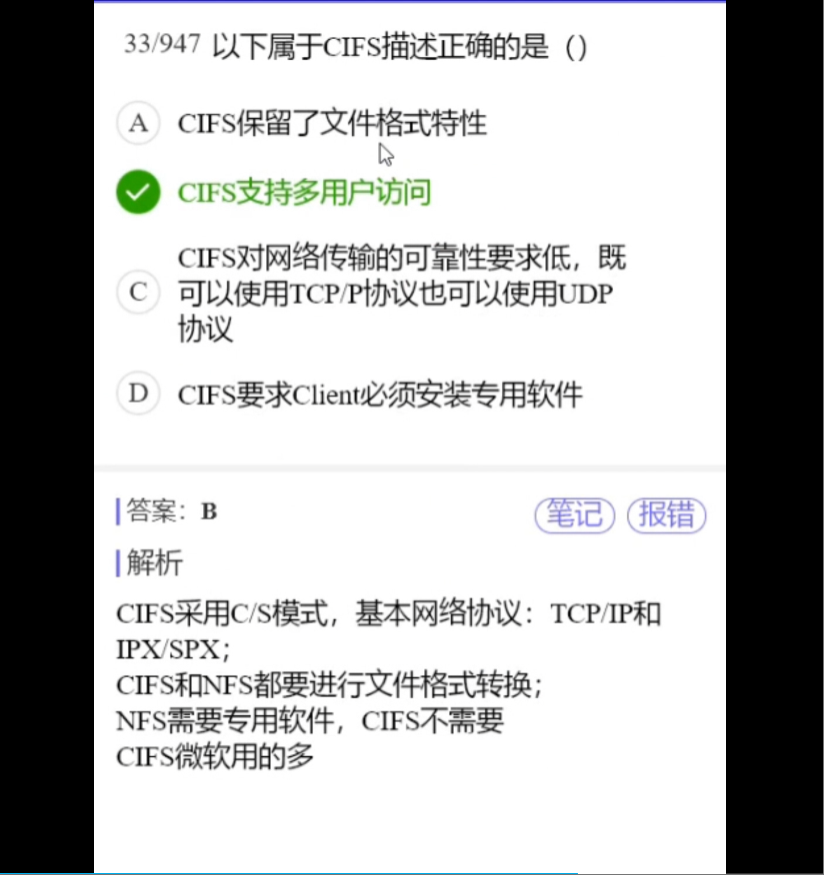 33/947 以下属于CIFS描述正确的是（）
A CIFS保留了文件格式特性
CIFS支持多用户访问
CIFS对网络传输的可靠性要求低，既
C 可以使用TCP/P协议也可以使用UDP
协议
D CIFS要求Client必须安装专用软件
答案：B
笔记 报错
解析
CIFS采用C/S模式，基本网络协议：TCP/IP和
IPX/SPX；
CIFS和NFS都要进行文件格式转换；
NFS需要专用软件，CIFS不需要
CIFS微软用的多